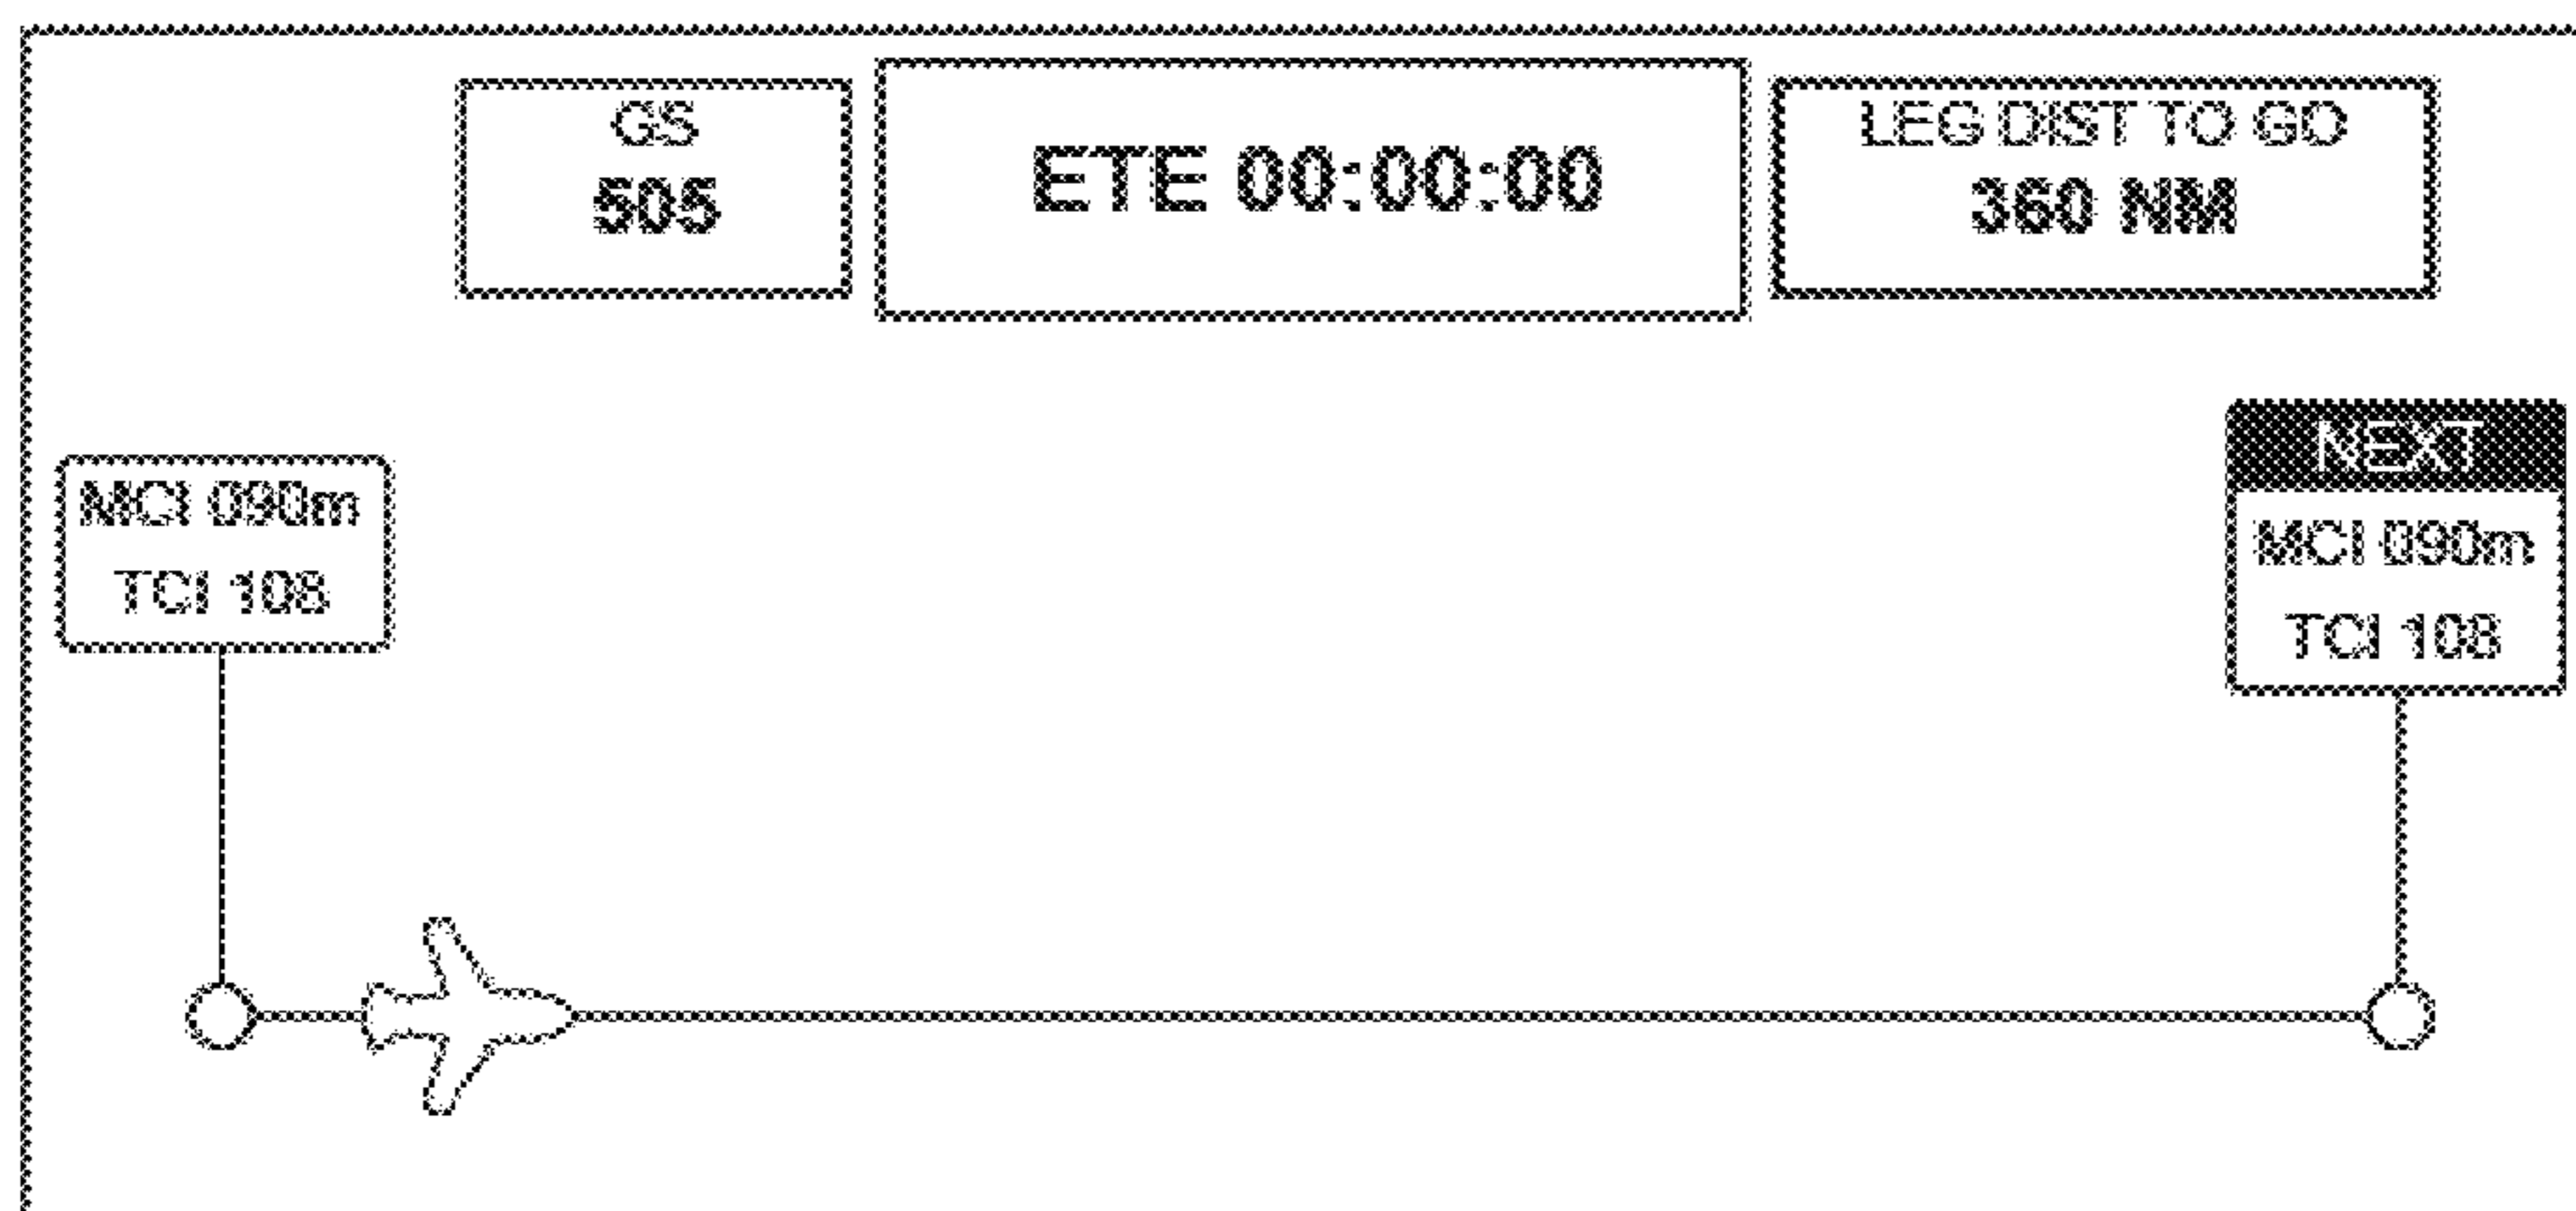 GS
505
ETE 00:00:00
LEG DIST TO GO
360 NM
MCI 090m
TCI 108
NEXT
MCI 090m
TCI 108